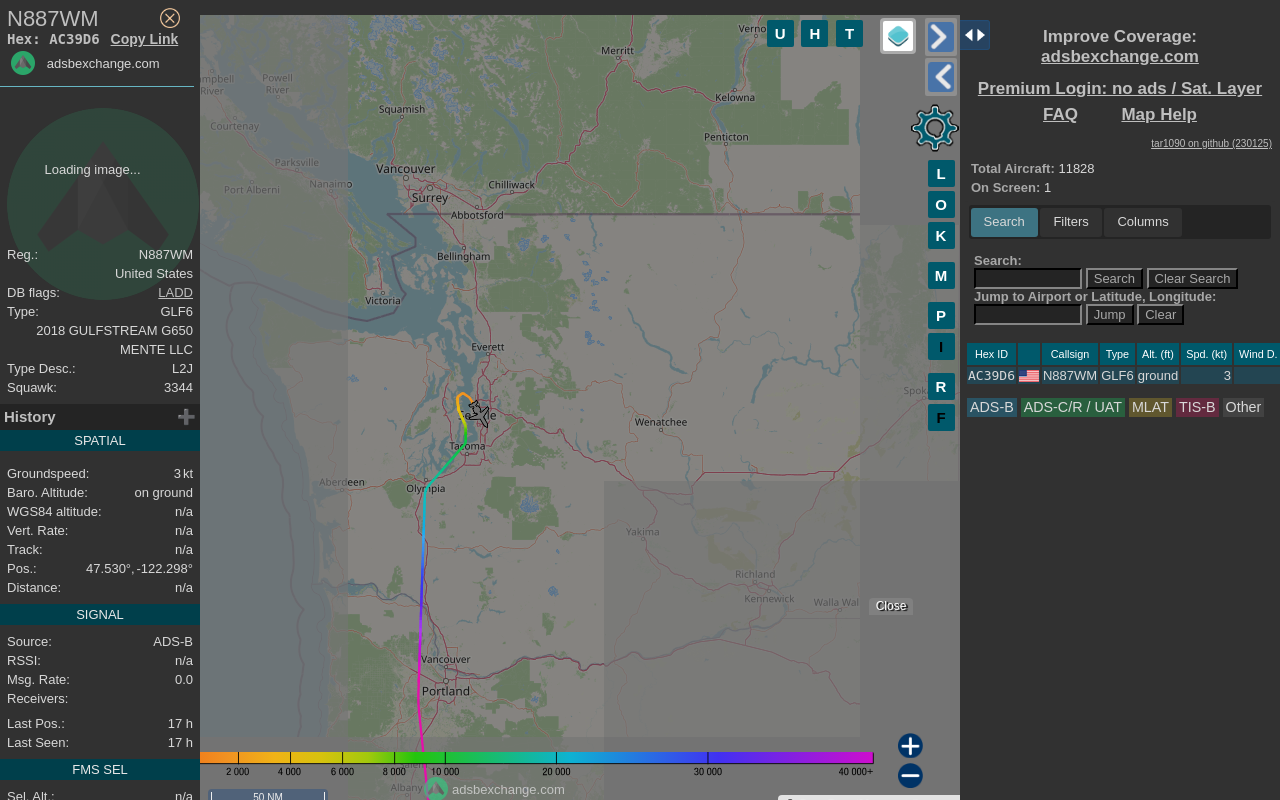 N887WM
Hex: AC39D6 Copy Link
adsbexchange.com
Loading image...
Reg.: N887WM
United States
DB flags: LADD
Type: GLF6
2018 GULFSTREAM G650
MENTE LLC
Type Desc.: L2J
Squawk: 3344
History
SPATIAL
Groundspeed: 3 kt
Baro. Altitude: on ground
WGS84 altitude: n/a
Vert. Rate: n/a
Track: n/a
Pos.: 47.530°, -122.298°
Distance: n/a
SIGNAL
Source: ADS-B
RSSI: n/a
Msg. Rate: 0.0
Receivers:
Last Pos.: 17 h
Last Seen: 17 h
FMS SEL
Sel. Alt.: n/a
U H T
Merritt
Powell
River
River
Squamish
Kelowna
Courtenay
Penticton
Parksville
Vancouver
Nanaimo
Port Alberni
Chilliwack
Surrey
Abbotsford
Bellingham
Victoria
Everett
Wenatchee
Tacoma
Aberdeen
Olympia
Yakima
Richland
Kennewick
Vancouver
Portland
Albany
L
O
K
M
P
I
R
F
Close
2 000 4 000 6 000 8 000 10 000 20 000 30 000 40 000+
adsbexchange.com
50 NM
Improve Coverage:
adsbexchange.com
Premium Login: no ads / Sat. Layer
FAQ Map Help
tar1090 on github (230125)
Total Aircraft: 11828
On Screen: 1
Search Filters Columns
Search:
Search Clear Search
Jump to Airport or Latitude, Longitude:
Jump Clear
Hex ID Callsign Type Alt. (ft) Spd. (kt) Wind D.
AC39D6 N887WM GLF6 ground 3
ADS-B ADS-C/R / UAT MLAT TIS-B Other